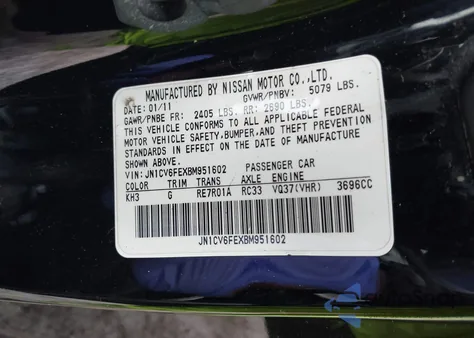 MANUFACTURED BY NISSAN MOTOR CO., LTD.
DATE: 01/11 GVWR/PNBV: 5079 LBS.
GAWR/PNBE FR: 2405 LBS. RR: 2690 LBS.
THIS VEHICLE CONFORMS TO ALL APPLICABLE FEDERAL
MOTOR VEHICLE SAFETY, BUMPER, AND THEFT PREVENTION
STANDARDS IN EFFECT ON THE DATE OF MANUFACTURE
SHOWN ABOVE.
VIN: JN1CV6FEXBM951602 PASSENGER CAR
COLOR TRIM TRANS AXLE ENGINE
KH3 G RE7R01A RC33 VQ37(VHR) 3696CC
JN1CV6FEXBM951602